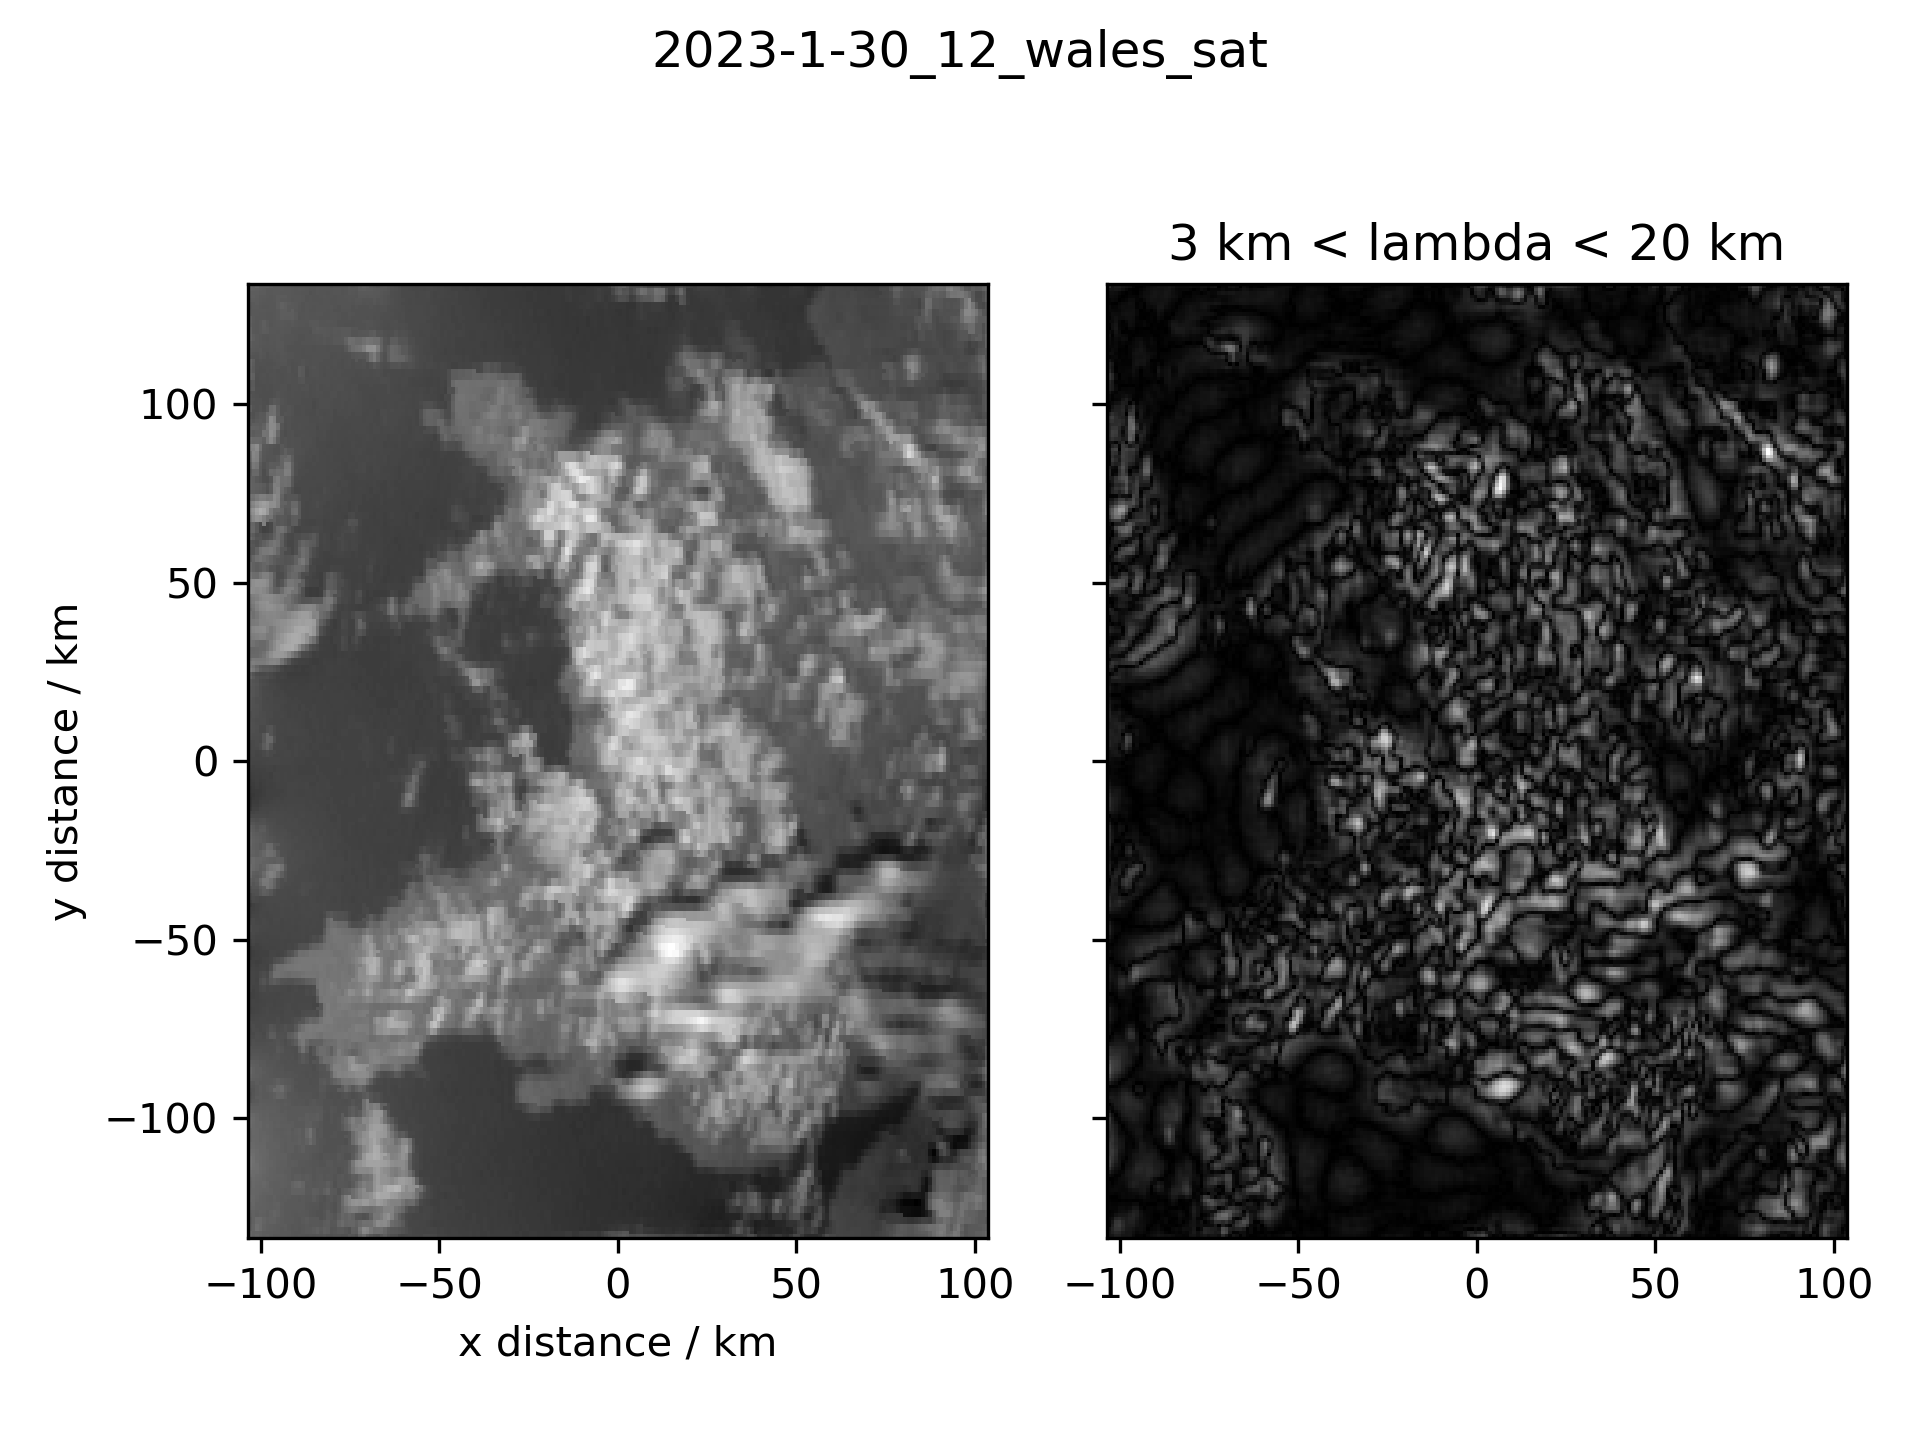 2023-1-30_12_wales_sat
3 km < lambda < 20 km
y distance / km
100
50
0
−50
−100
−100 −50 0 50 100
−100 −50 0 50 100
x distance / km